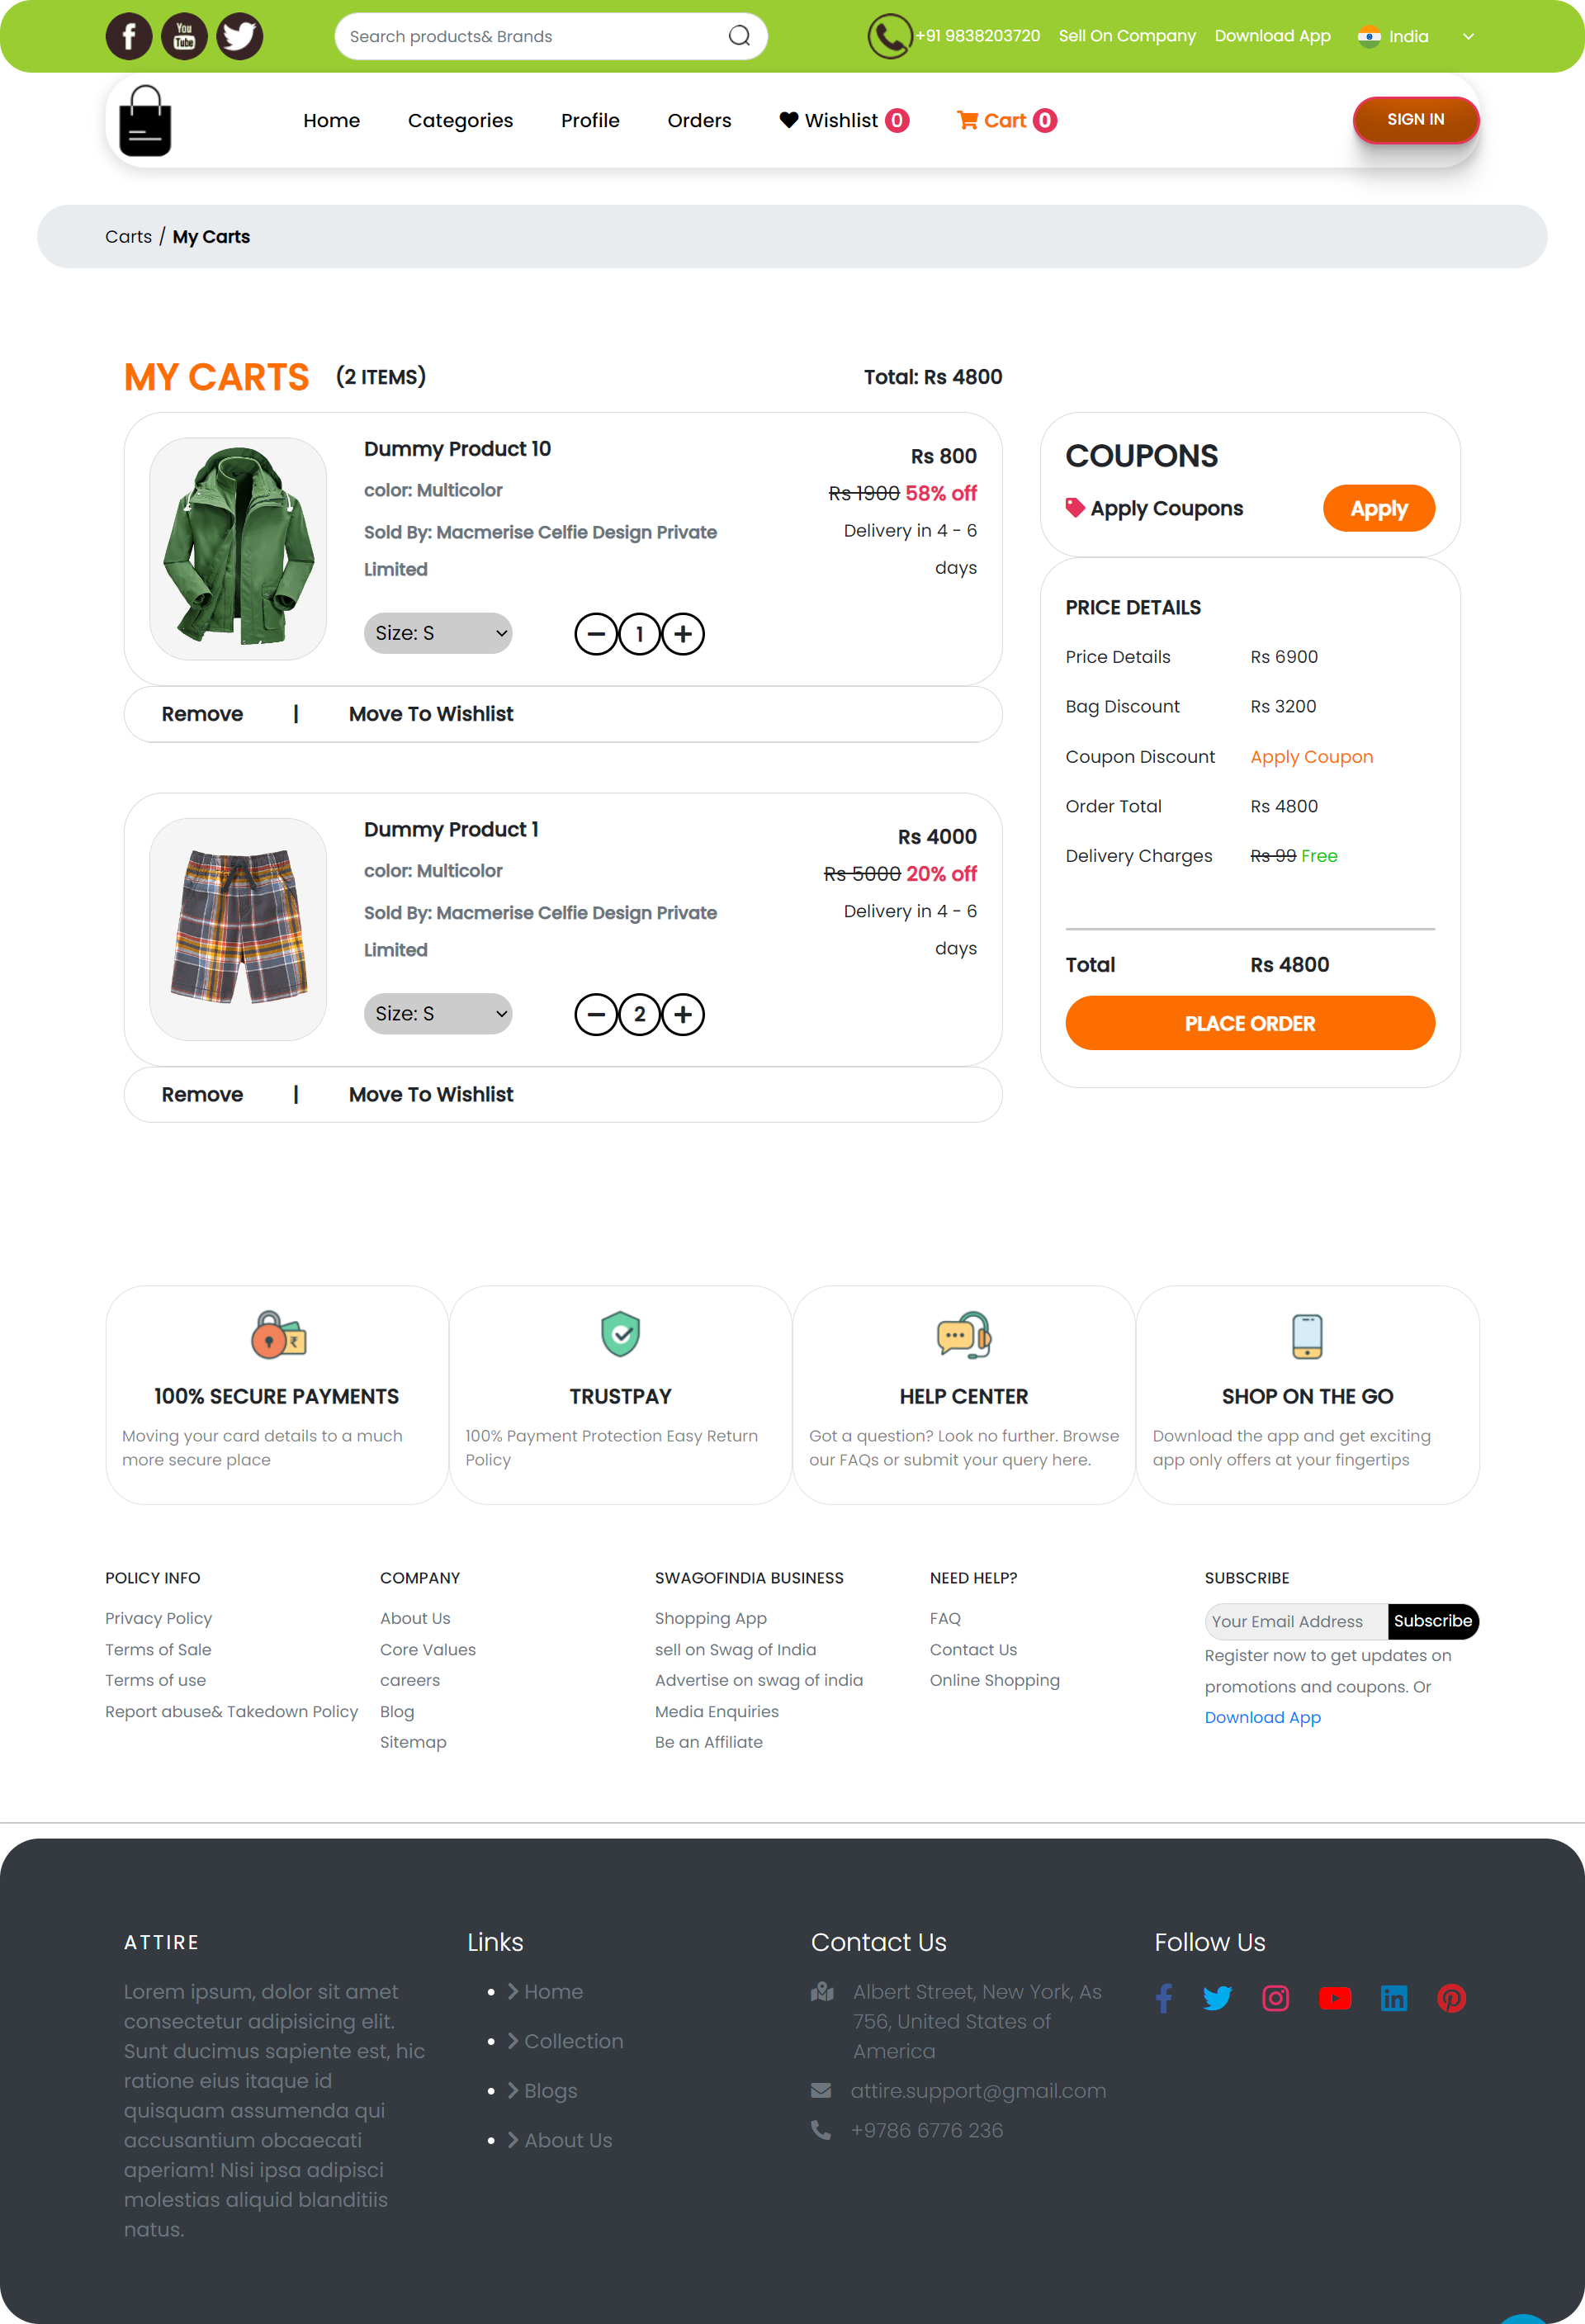 You
Tube
Search products& Brands
+91 9838203720
Sell On Company
Download App
India
Home
Categories
Profile
Orders
Wishlist 0
Cart 0
SIGN IN
Carts / My Carts
MY CARTS
(2 ITEMS)
Total: Rs 4800
Dummy Product 10
color: Multicolor
Sold By: Macmerise Celfie Design Private
Limited
Size: S
1
Rs 800
Rs 1900 58% off
Delivery in 4 - 6
days
Remove | Move To Wishlist
Dummy Product 1
color: Multicolor
Sold By: Macmerise Celfie Design Private
Limited
Size: S
2
Rs 4000
Rs 5000 20% off
Delivery in 4 - 6
days
Remove | Move To Wishlist
COUPONS
Apply Coupons
Apply
PRICE DETAILS
Price Details Rs 6900
Bag Discount Rs 3200
Coupon Discount Apply Coupon
Order Total Rs 4800
Delivery Charges Rs 99 Free
Total Rs 4800
PLACE ORDER
100% SECURE PAYMENTS
Moving your card details to a much
more secure place
TRUSTPAY
100% Payment Protection Easy Return
Policy
HELP CENTER
Got a question? Look no further. Browse
our FAQs or submit your query here.
SHOP ON THE GO
Download the app and get exciting
app only offers at your fingertips
POLICY INFO
Privacy Policy
Terms of Sale
Terms of use
Report abuse& Takedown Policy
COMPANY
About Us
Core Values
careers
Blog
Sitemap
SWAGOFINDIA BUSINESS
Shopping App
sell on Swag of India
Advertise on swag of india
Media Enquiries
Be an Affiliate
NEED HELP?
FAQ
Contact Us
Online Shopping
SUBSCRIBE
Your Email Address
Subscribe
Register now to get updates on
promotions and coupons. Or
Download App
ATTIRE
Lorem ipsum, dolor sit amet
consectetur adipisicing elit.
Sunt ducimus sapiente est, hic
ratione eius itaque id
quisquam assumenda qui
accusantium obcaecati
aperiam! Nisi ipsa adipisci
molestias aliquid blanditiis
natus.
Links
Home
Collection
Blogs
About Us
Contact Us
Albert Street, New York, As
756, United States of
America
attire.support@gmail.com
+9786 6776 236
Follow Us